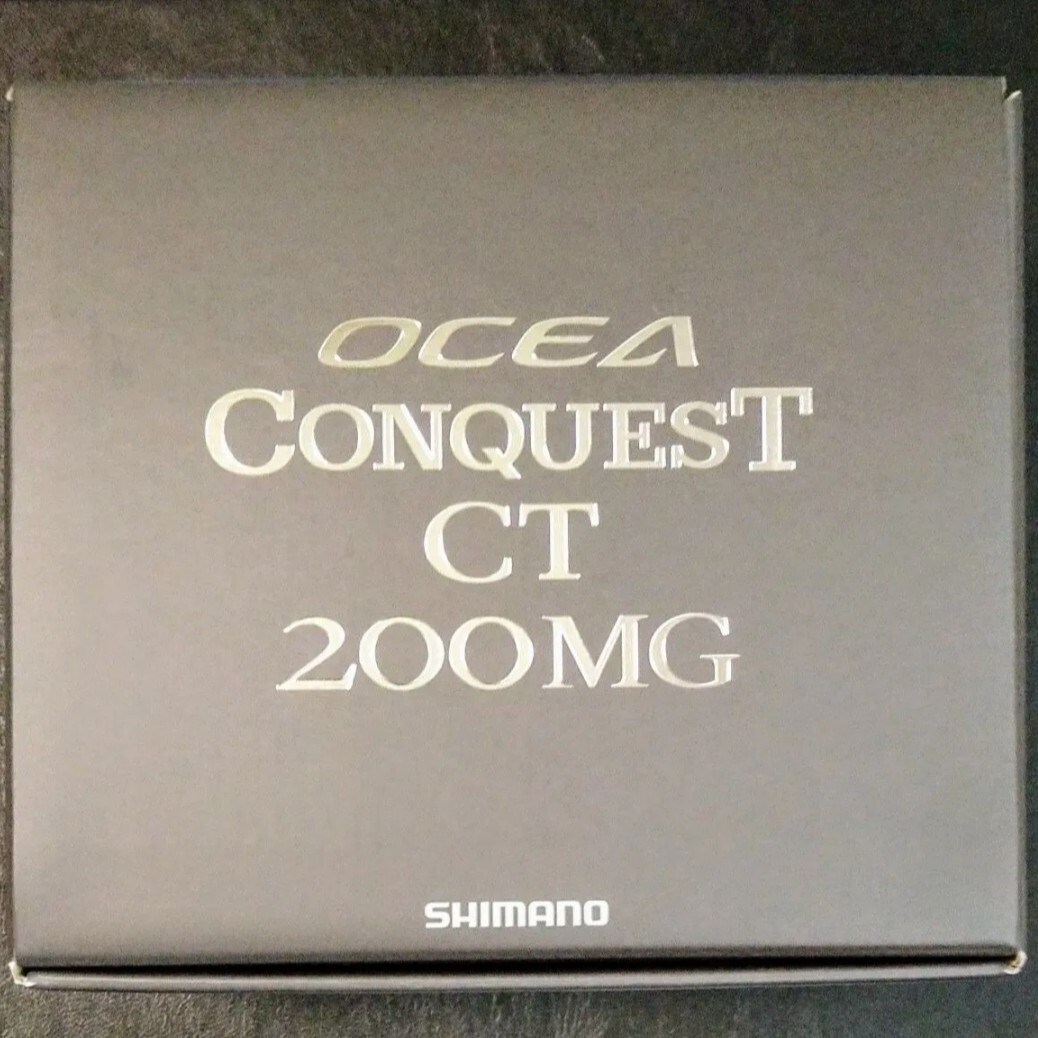 OCEA
CONQUEST
CT
200MG
SHIMANO